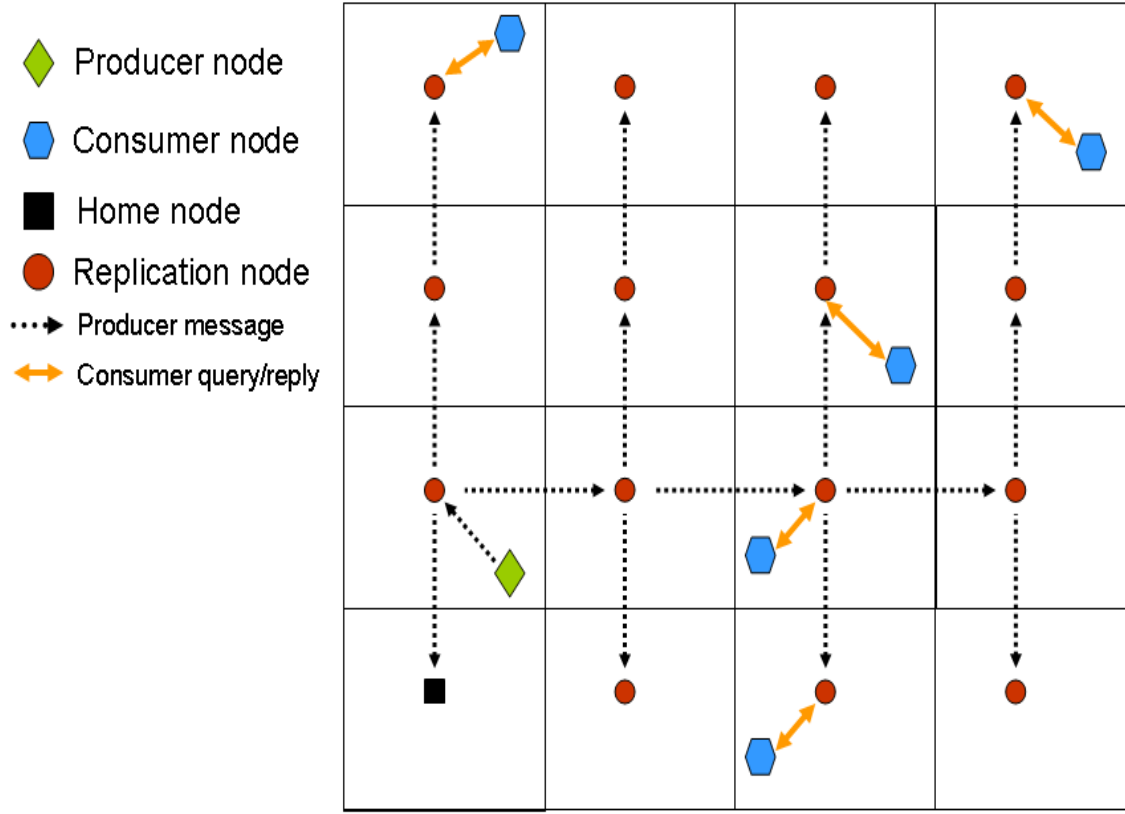 Producer node
Consumer node
Home node
Replication node
Producer message
Consumer query/reply